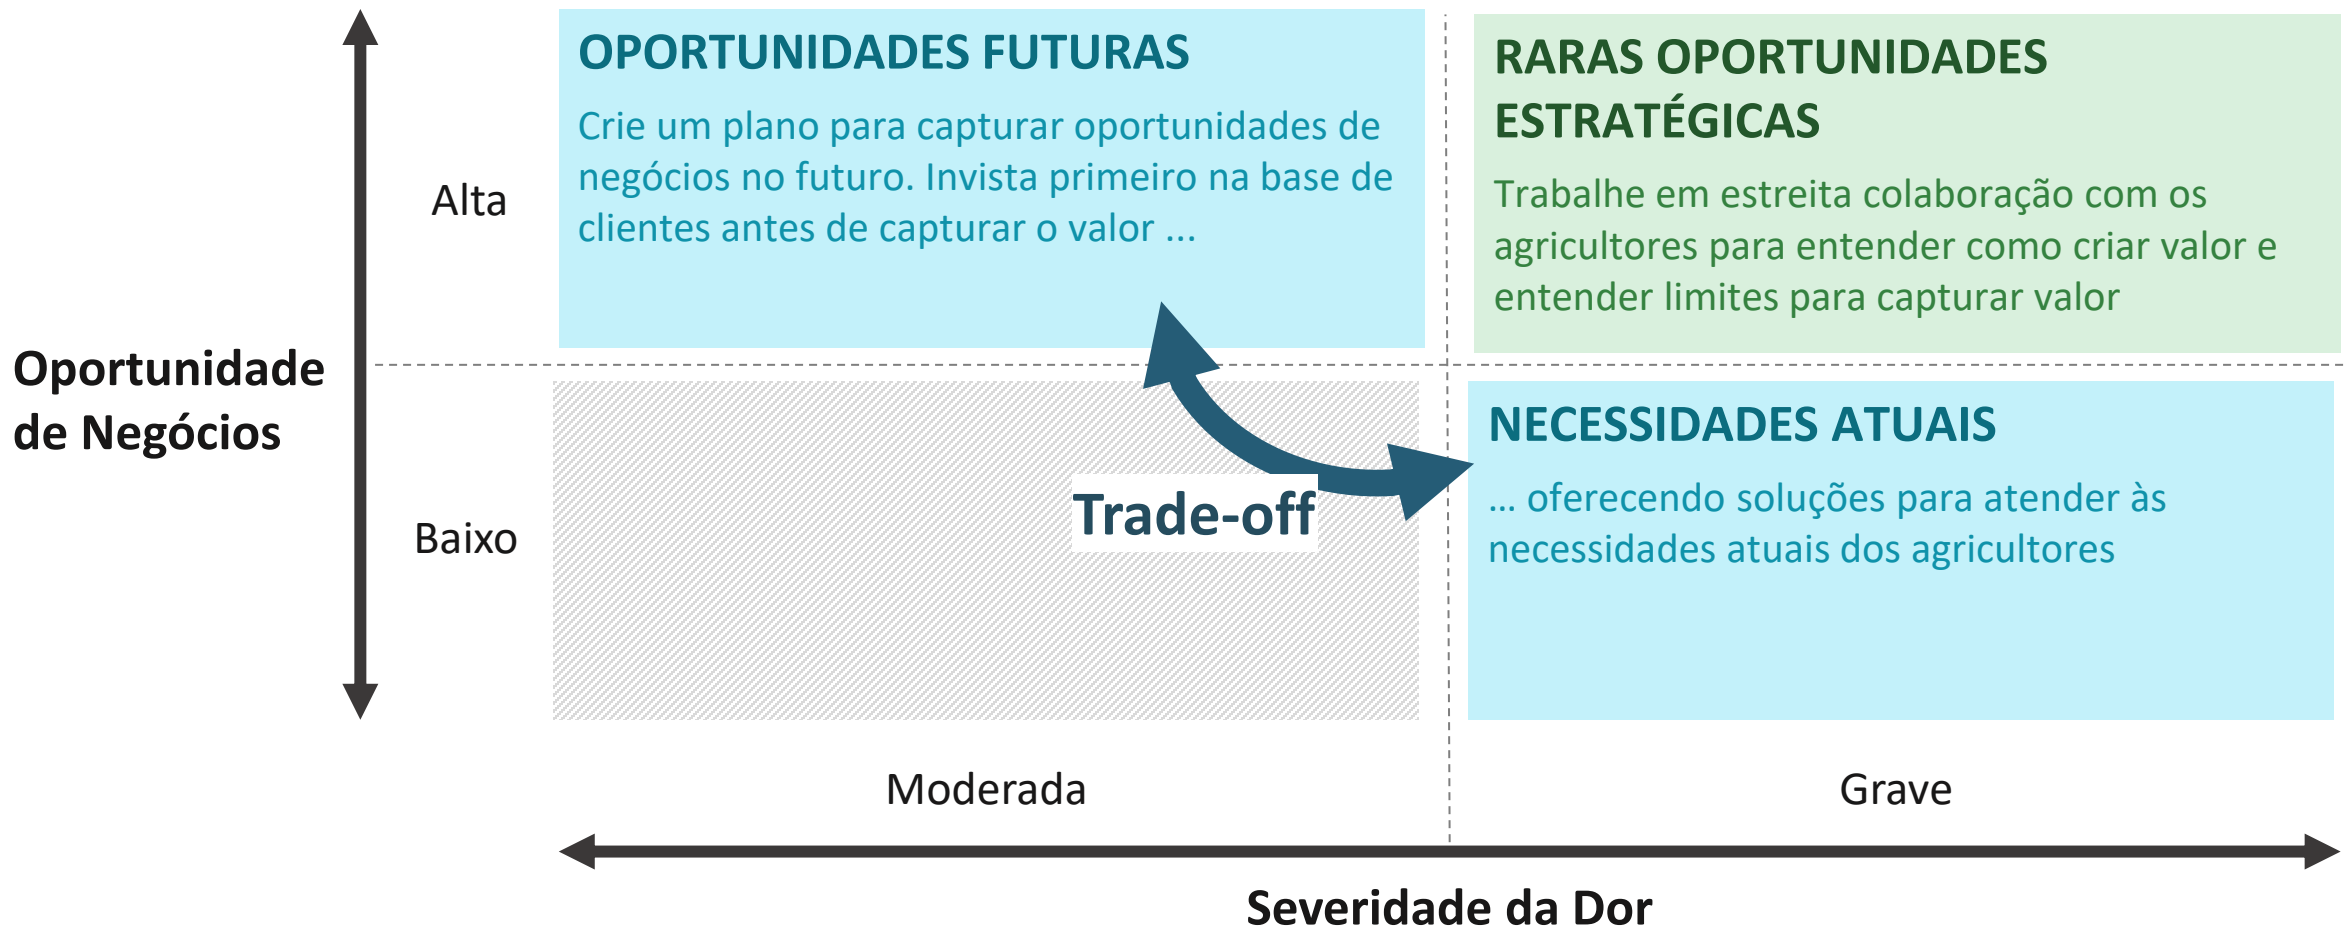 OPORTUNIDADES FUTURAS
Crie um plano para capturar oportunidades de
negócios no futuro. Invista primeiro na base de
clientes antes de capturar o valor ...
RARAS OPORTUNIDADES
ESTRATÉGICAS
Trabalhe em estreita colaboração com os
agricultores para entender como criar valor e
entender limites para capturar valor
Alta
Oportunidade
de Negócios
Baixo
Trade-off
NECESSIDADES ATUAIS
... oferecendo soluções para atender às
necessidades atuais dos agricultores
Moderada
Grave
Severidade da Dor